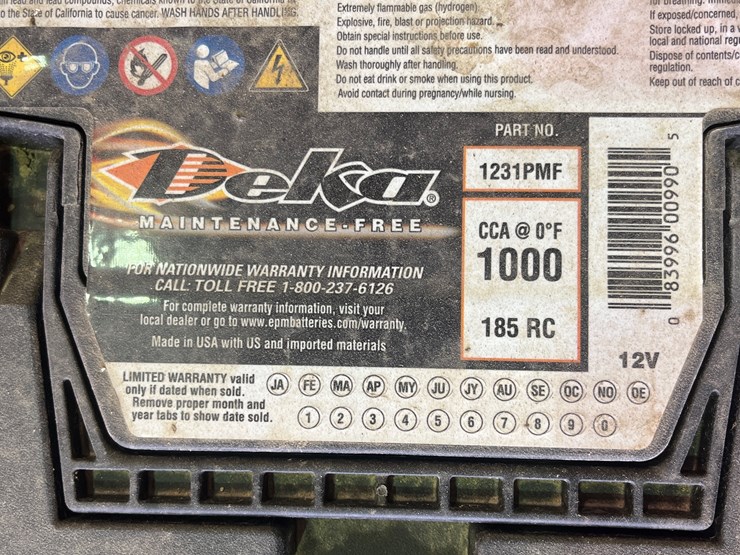 to the State of California to cause cancer. WASH HANDS AFTER HANDLING.
Extremely flammable gas (hydrogen).
Explosive, fire, blast or projection hazard.
Obtain special instructions before use.
Do not handle until all safety precautions have been read and understood.
Wash thoroughly after handling.
Do not eat drink or smoke when using this product.
Avoid contact during pregnancy/while nursing.
If exposed/concerned,
Store locked up, in a
local and national regu
Dispose of contents/c
regulation.
Keep out of reach of c
Deka®
MAINTENANCE-FREE
FOR NATIONWIDE WARRANTY INFORMATION
CALL: TOLL FREE 1-800-237-6126
For complete warranty information, visit your
local dealer or go to www.epmbatteries.com/warranty.
Made in USA with US and imported materials
PART NO.
1231PMF
CCA @ 0°F
1000
185 RC
0 83996 00990 5
12V
LIMITED WARRANTY valid
only if dated when sold.
Remove proper month and
year tabs to show date sold.
JA FE MA AP MY JU JY AU SE OC NO DE
1 2 3 4 5 6 7 8 9 0